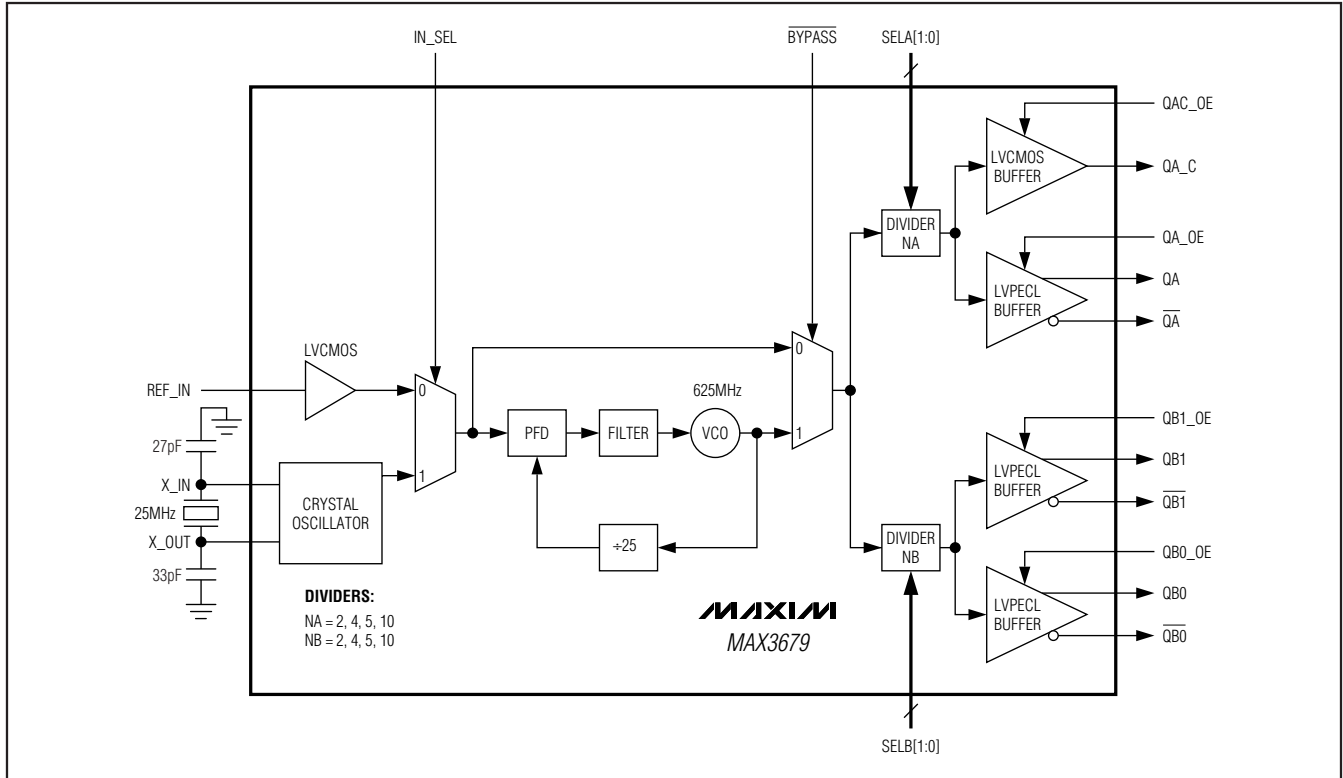 IN_SEL
BYPASS
SELA[1:0]
QAC_OE
LVCMOS
BUFFER
QA_C
DIVIDER
NA
QA_OE
LVPECL
BUFFER
QA
QA
LVCMOS
REF_IN
0
1
27pF
X_IN
25MHz
X_OUT
33pF
CRYSTAL
OSCILLATOR
PFD
FILTER
625MHz
VCO
÷25
0
1
QB1_OE
LVPECL
BUFFER
QB1
QB1
DIVIDER
NB
QB0_OE
LVPECL
BUFFER
QB0
QB0
DIVIDERS:
NA = 2, 4, 5, 10
NB = 2, 4, 5, 10
MAXIM
MAX3679
SELB[1:0]